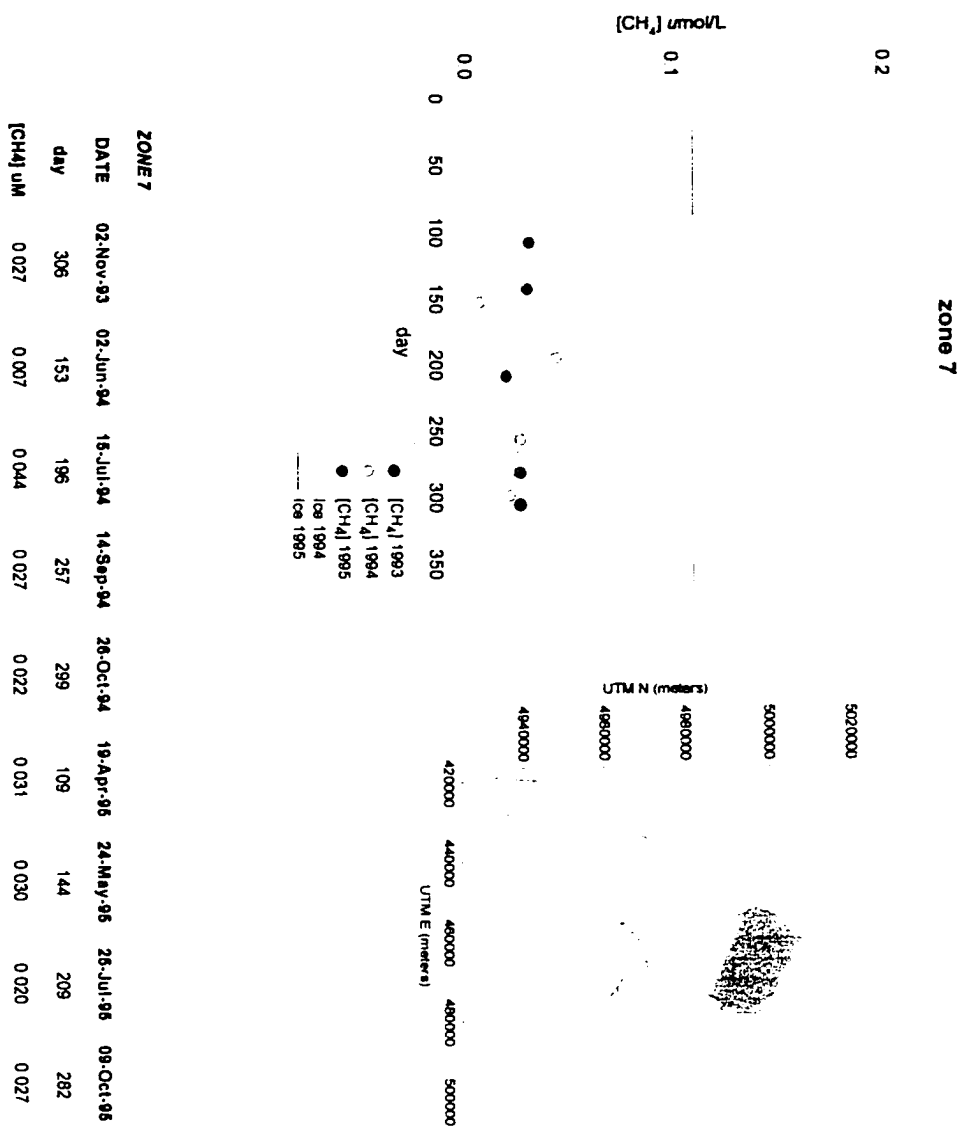 zone 7
[CH4] umol/L
0.2
0.1
0.0
0 50 100 150 200 250 300 350
day
[CH4] 1993
[CH4] 1994
[CH4] 1995
Ice 1994
Ice 1995
UTM N (meters)
5020000
5000000
4980000
4960000
4940000
420000 440000 460000 480000 500000
UTM E (meters)
ZONE 7
DATE 02-Nov-93 02-Jun-94 15-Jul-94 14-Sep-94 26-Oct-94 19-Apr-95 24-May-95 25-Jul-95 09-Oct-95
day 306 153 196 257 299 109 144 209 282
[CH4] uM 0.027 0.007 0.044 0.027 0.022 0.031 0.030 0.020 0.027